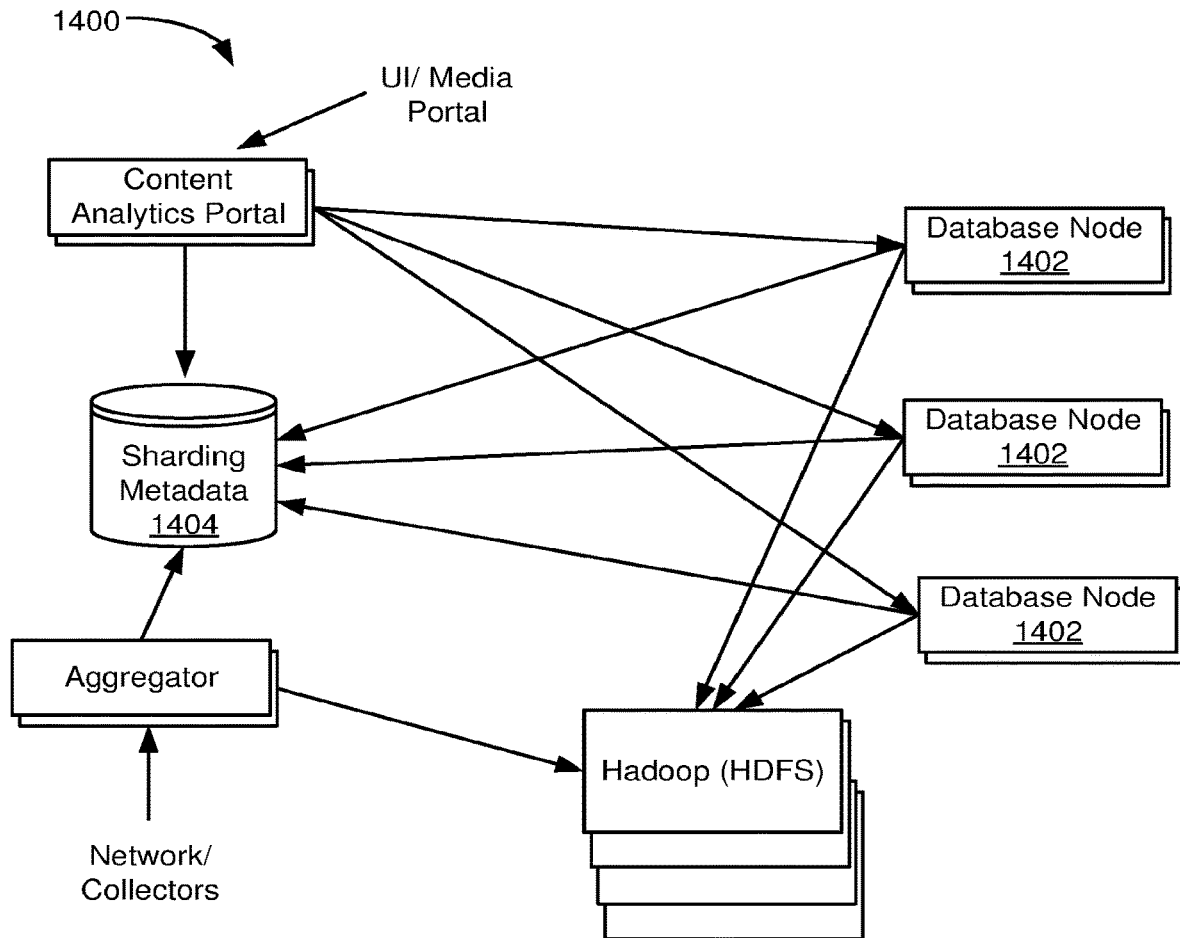 1400
UI/ Media
Portal
Content
Analytics Portal
Database Node
1402
Database Node
1402
Sharding
Metadata
1404
Database Node
1402
Aggregator
Hadoop (HDFS)
Network/
Collectors